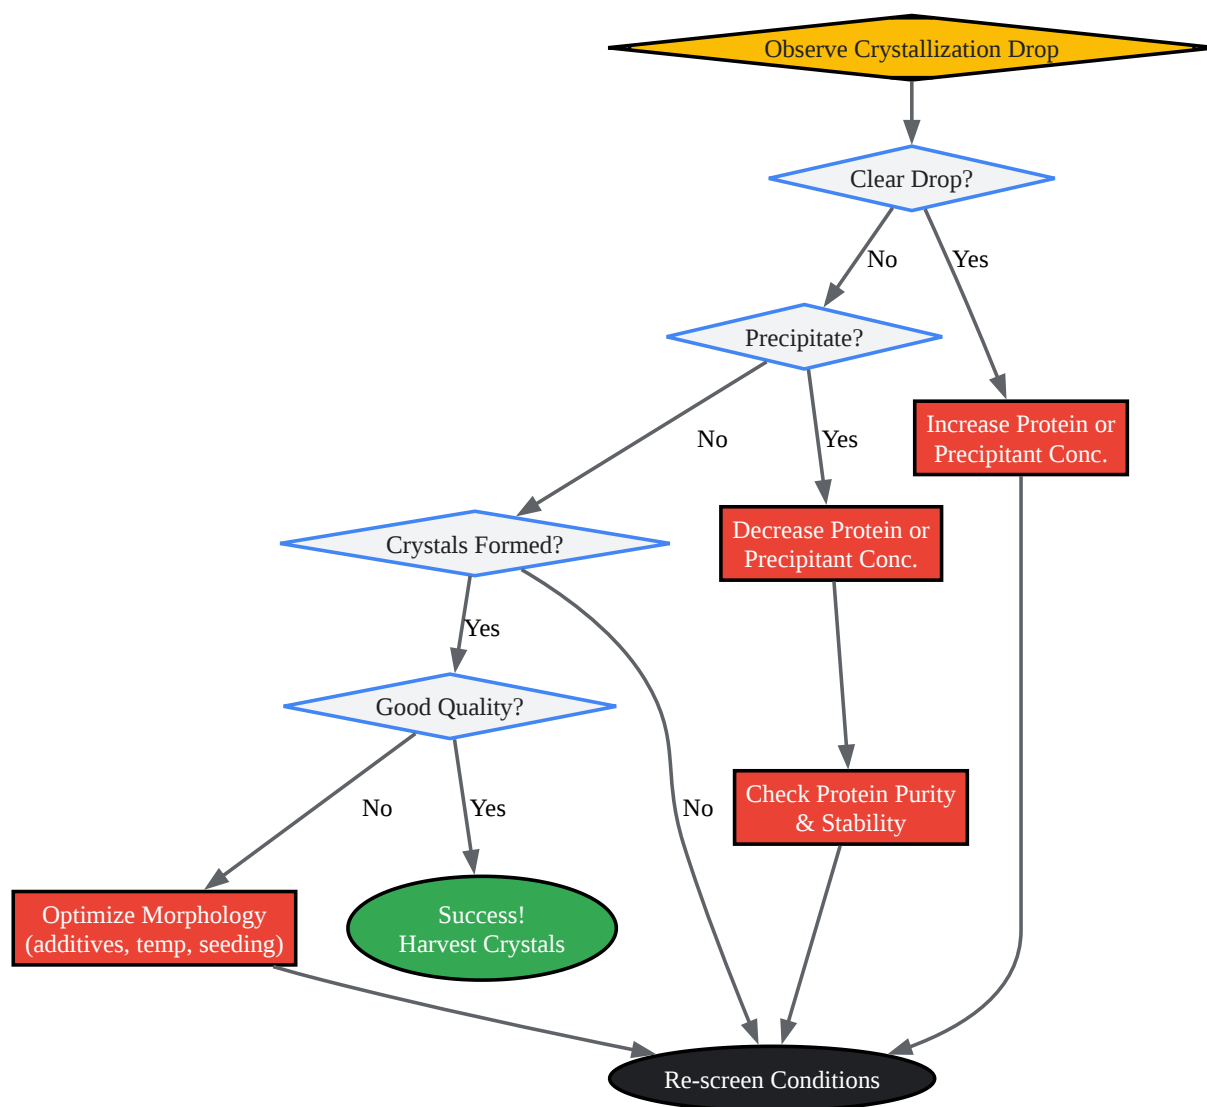 Observe Crystallization Drop
Clear Drop?
No
Yes
Precipitate?
Increase Protein or
Precipitant Conc.
No
Yes
Decrease Protein or
Precipitant Conc.
Crystals Formed?
Yes
Good Quality?
Check Protein Purity
& Stability
No
Yes
No
Optimize Morphology
(additives, temp, seeding)
Success!
Harvest Crystals
Re-screen Conditions